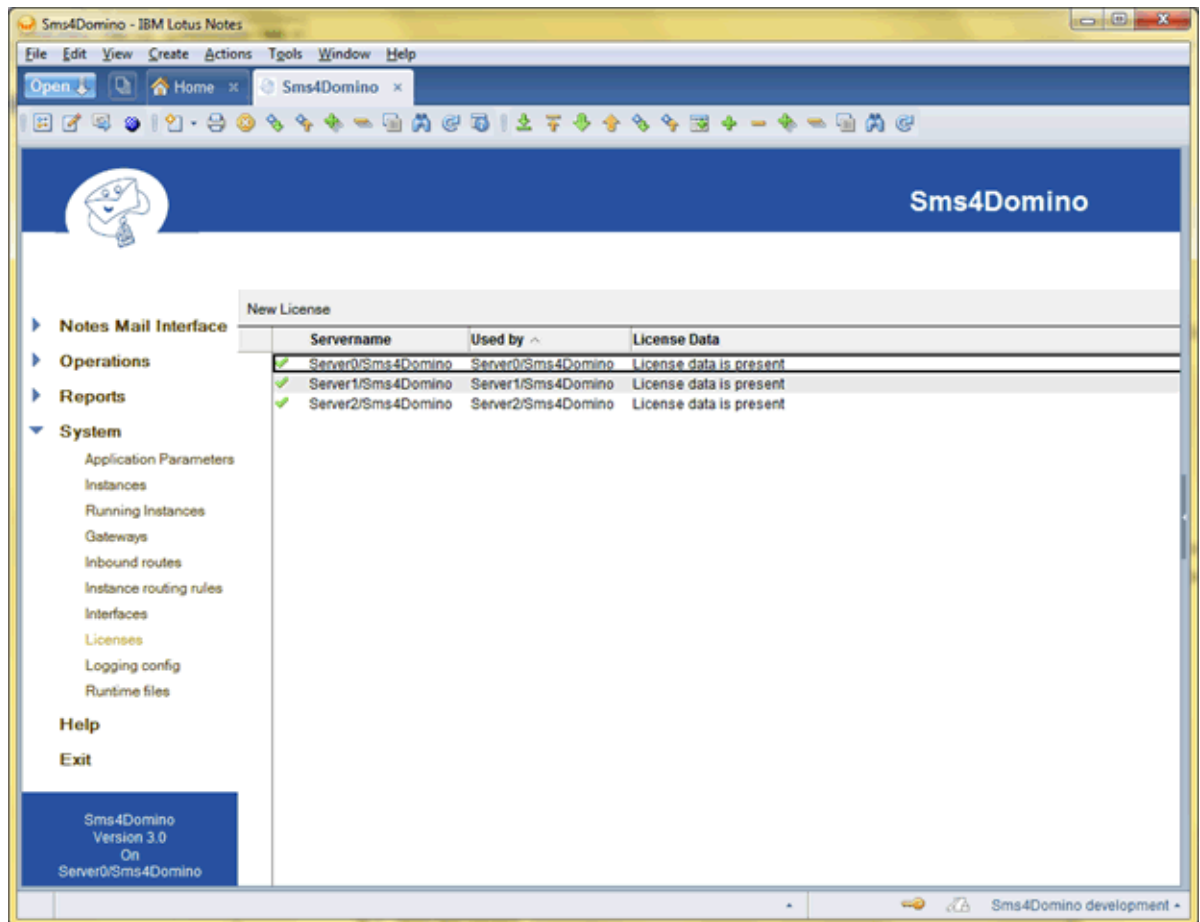 Sms4Domino - IBM Lotus Notes
File Edit View Create Actions Tools Window Help
Open Home Sms4Domino
Sms4Domino
New License
Servername Used by License Data
Server0/Sms4Domino Server0/Sms4Domino License data is present
Server1/Sms4Domino Server1/Sms4Domino License data is present
Server2/Sms4Domino Server2/Sms4Domino License data is present
Notes Mail Interface
Operations
Reports
System
Application Parameters
Instances
Running Instances
Gateways
Inbound routes
Instance routing rules
Interfaces
Licenses
Logging config
Runtime files
Help
Exit
Sms4Domino
Version 3.0
On
Server0/Sms4Domino
Sms4Domino development